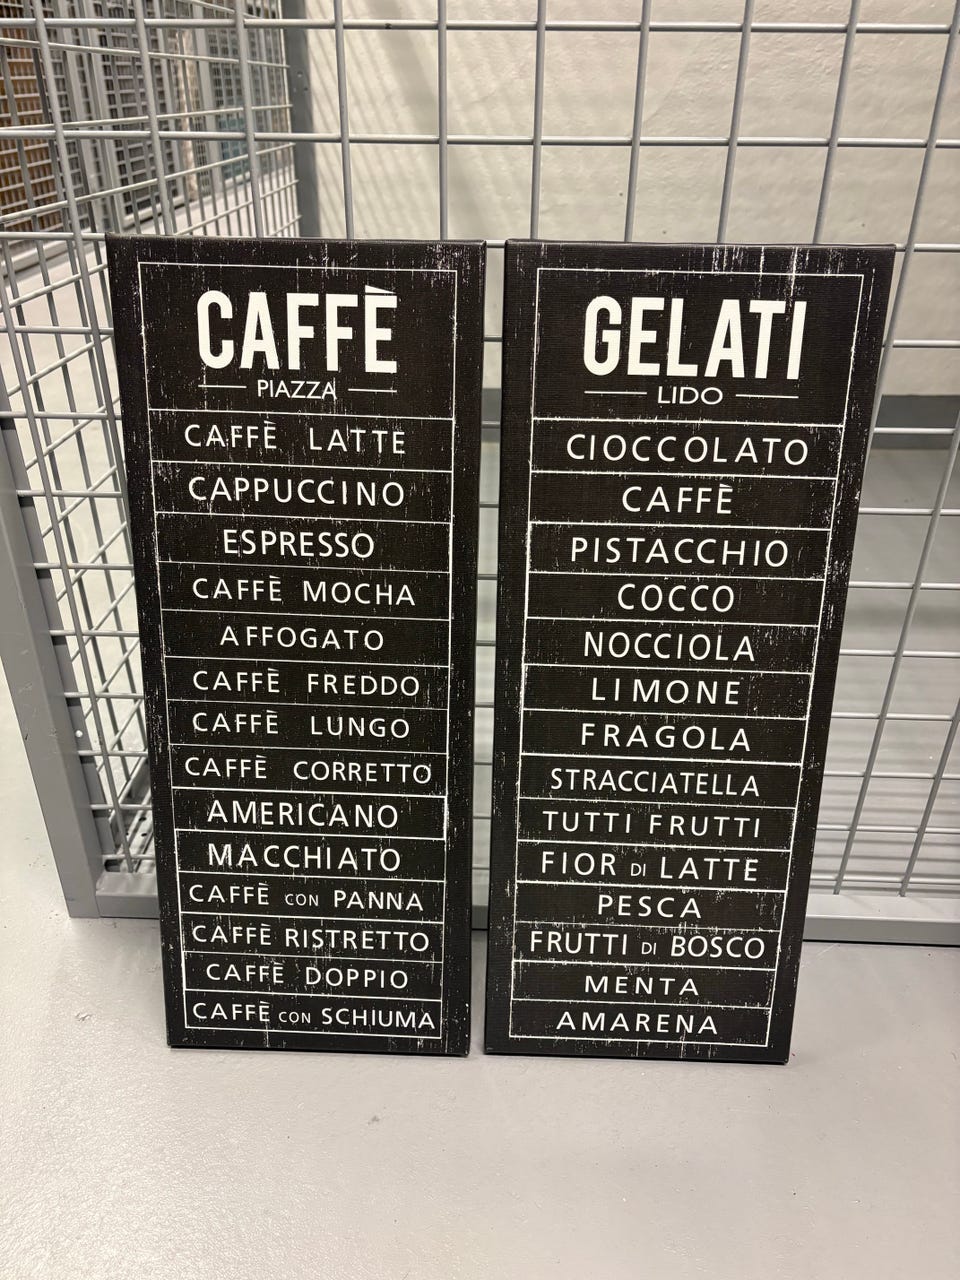 CAFFÈ
PIAZZA
CAFFÈ LATTE
CAPPUCCINO
ESPRESSO
CAFFÈ MOCHA
AFFOGATO
CAFFÈ FREDDO
CAFFÈ LUNGO
CAFFÈ CORRETTO
AMERICANO
MACCHIATO
CAFFÈ CON PANNA
CAFFÈ RISTRETTO
CAFFÈ DOPPIO
CAFFÈ CON SCHIUMA
GELATI
LIDO
CIOCCOLATO
CAFFÈ
PISTACCHIO
COCCO
NOCCIOLA
LIMONE
FRAGOLA
STRACCIATELLA
TUTTI FRUTTI
FIOR DI LATTE
PESCA
FRUTTI DI BOSCO
MENTA
AMARENA